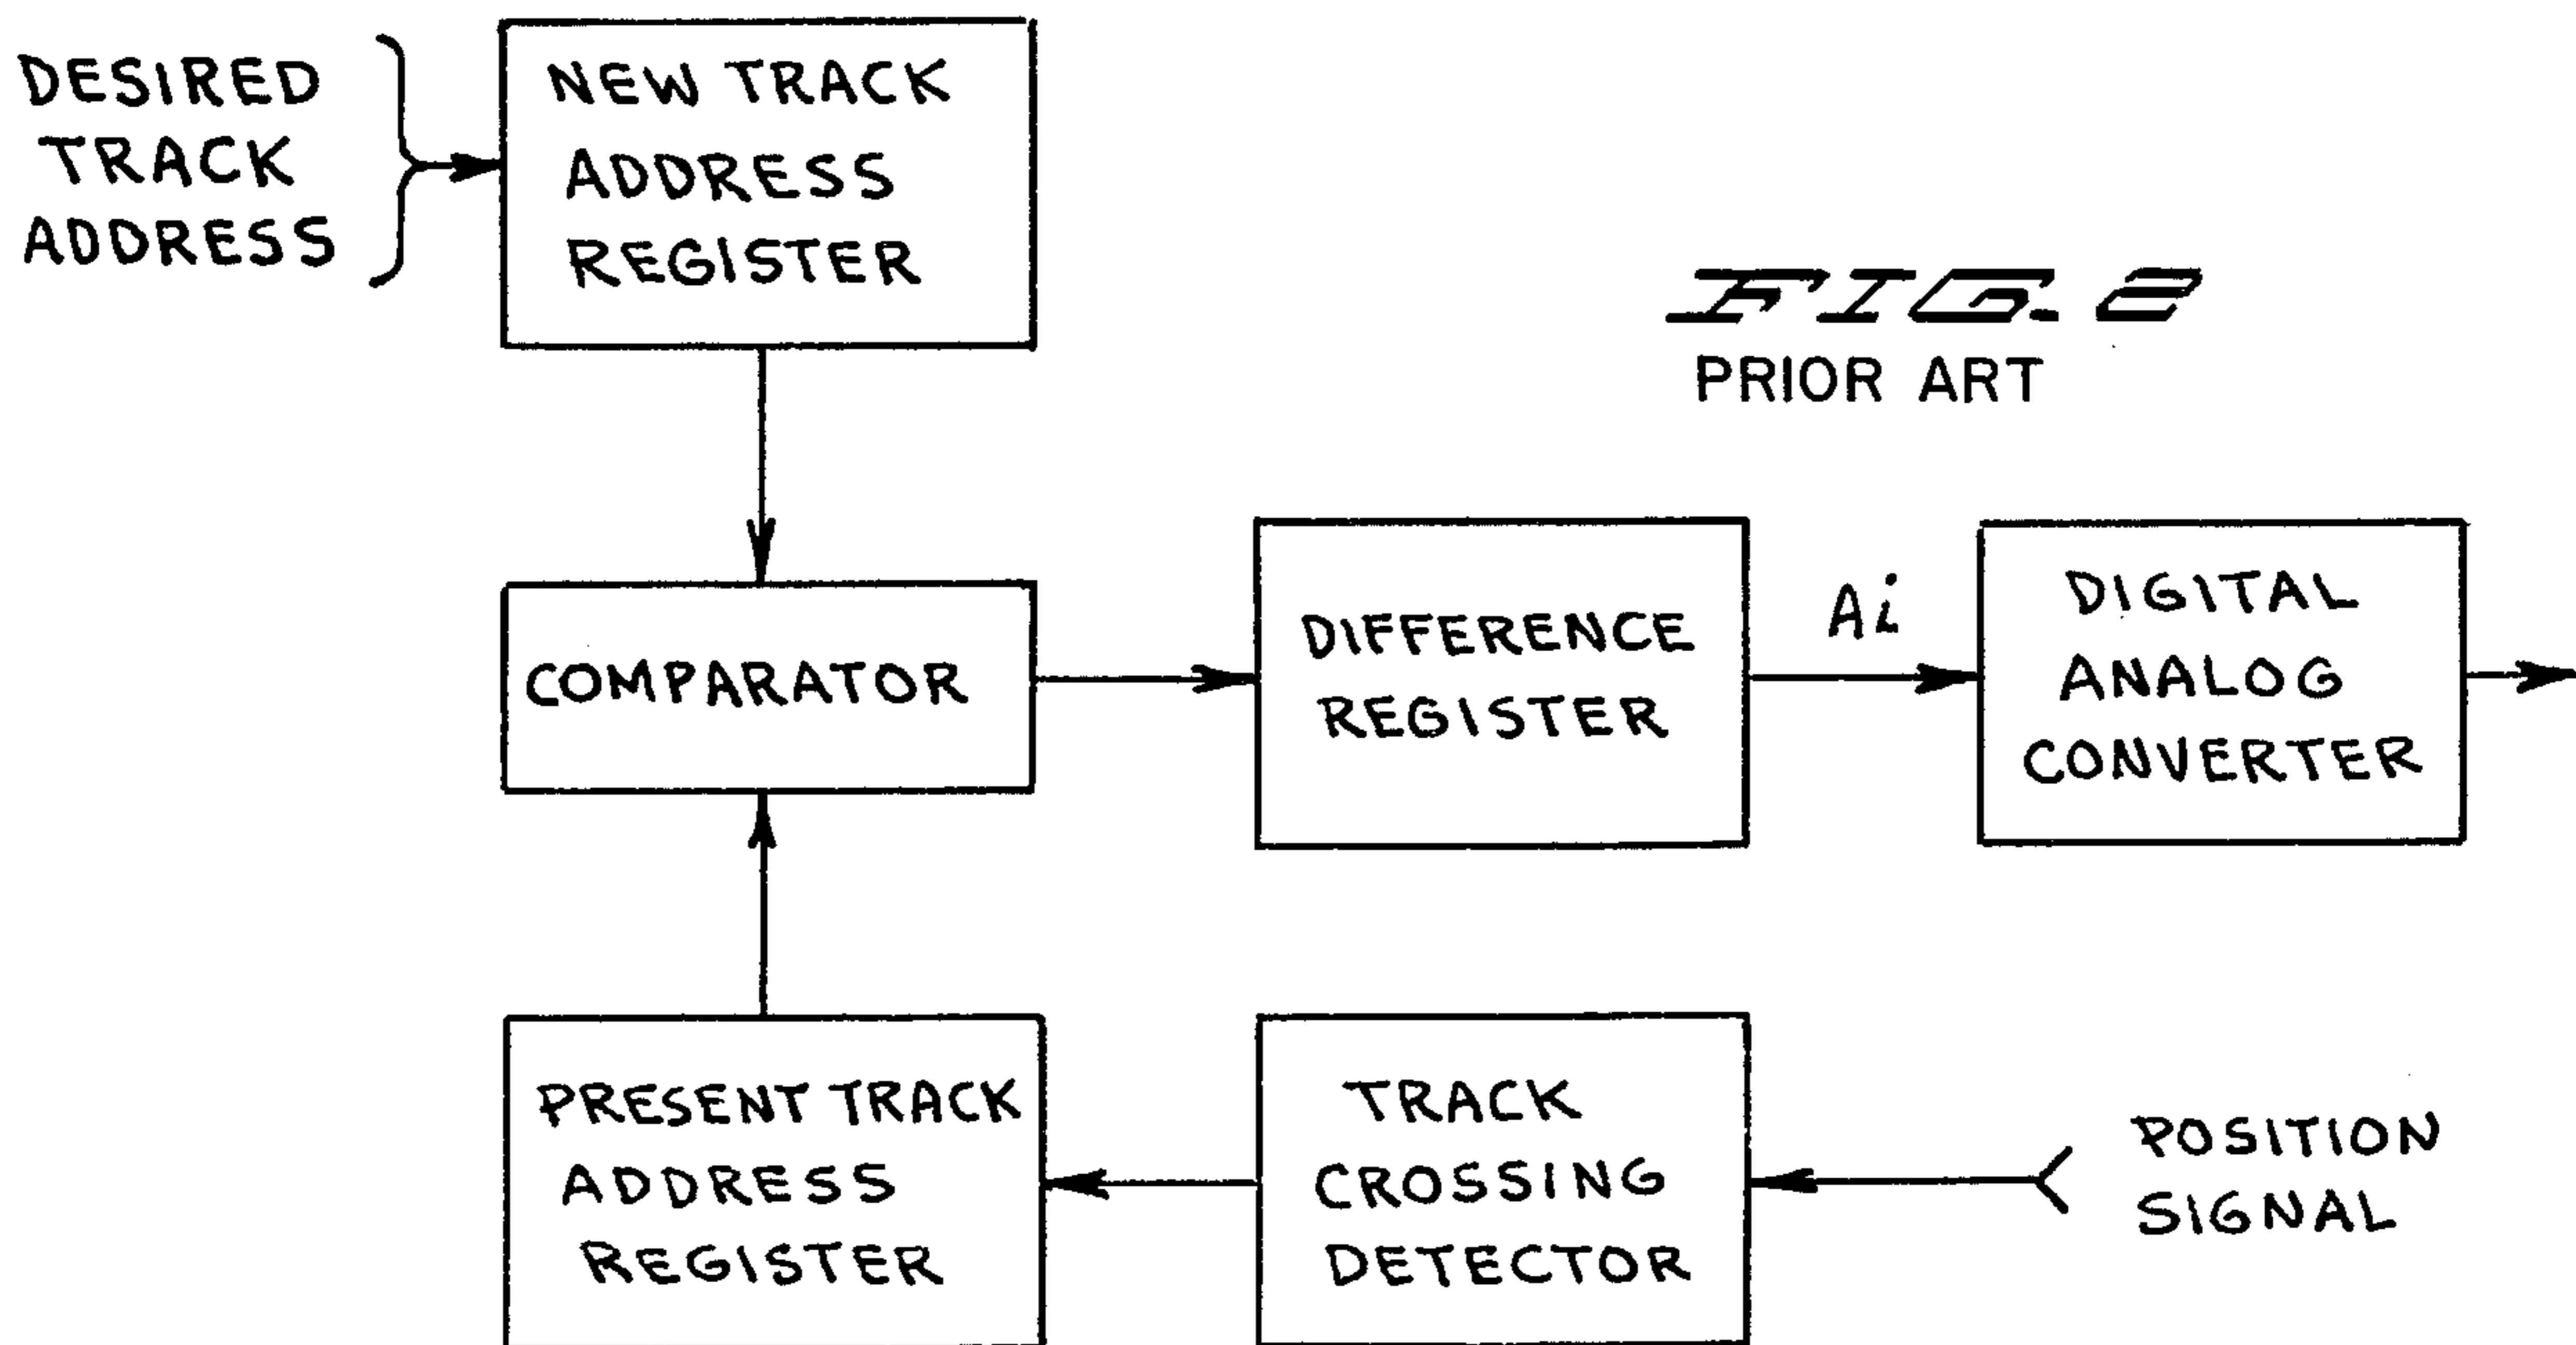 DESIRED
TRACK
ADDRESS
NEW TRACK
ADDRESS
REGISTER
FIG. 2
PRIOR ART
COMPARATOR
DIFFERENCE
REGISTER
Ai
DIGITAL
ANALOG
CONVERTER
PRESENT TRACK
ADDRESS
REGISTER
TRACK
CROSSING
DETECTOR
POSITION
SIGNAL